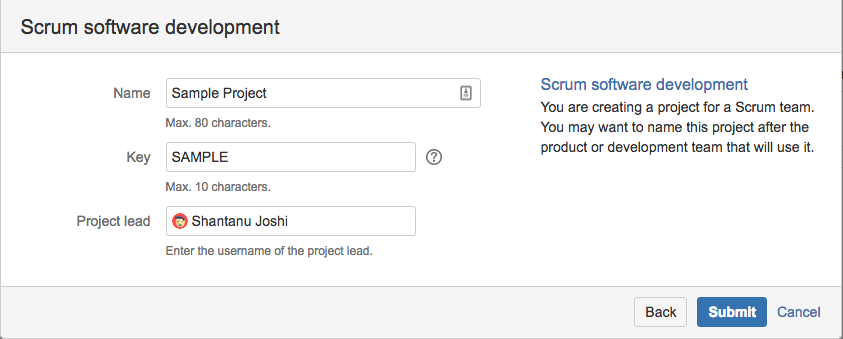 Scrum software development
Name
Sample Project
Max. 80 characters.
Key
SAMPLE
?
Max. 10 characters.
Project lead
Shantanu Joshi
Enter the username of the project lead.
Scrum software development
You are creating a project for a Scrum team.
You may want to name this project after the
product or development team that will use it.
Back
Submit
Cancel